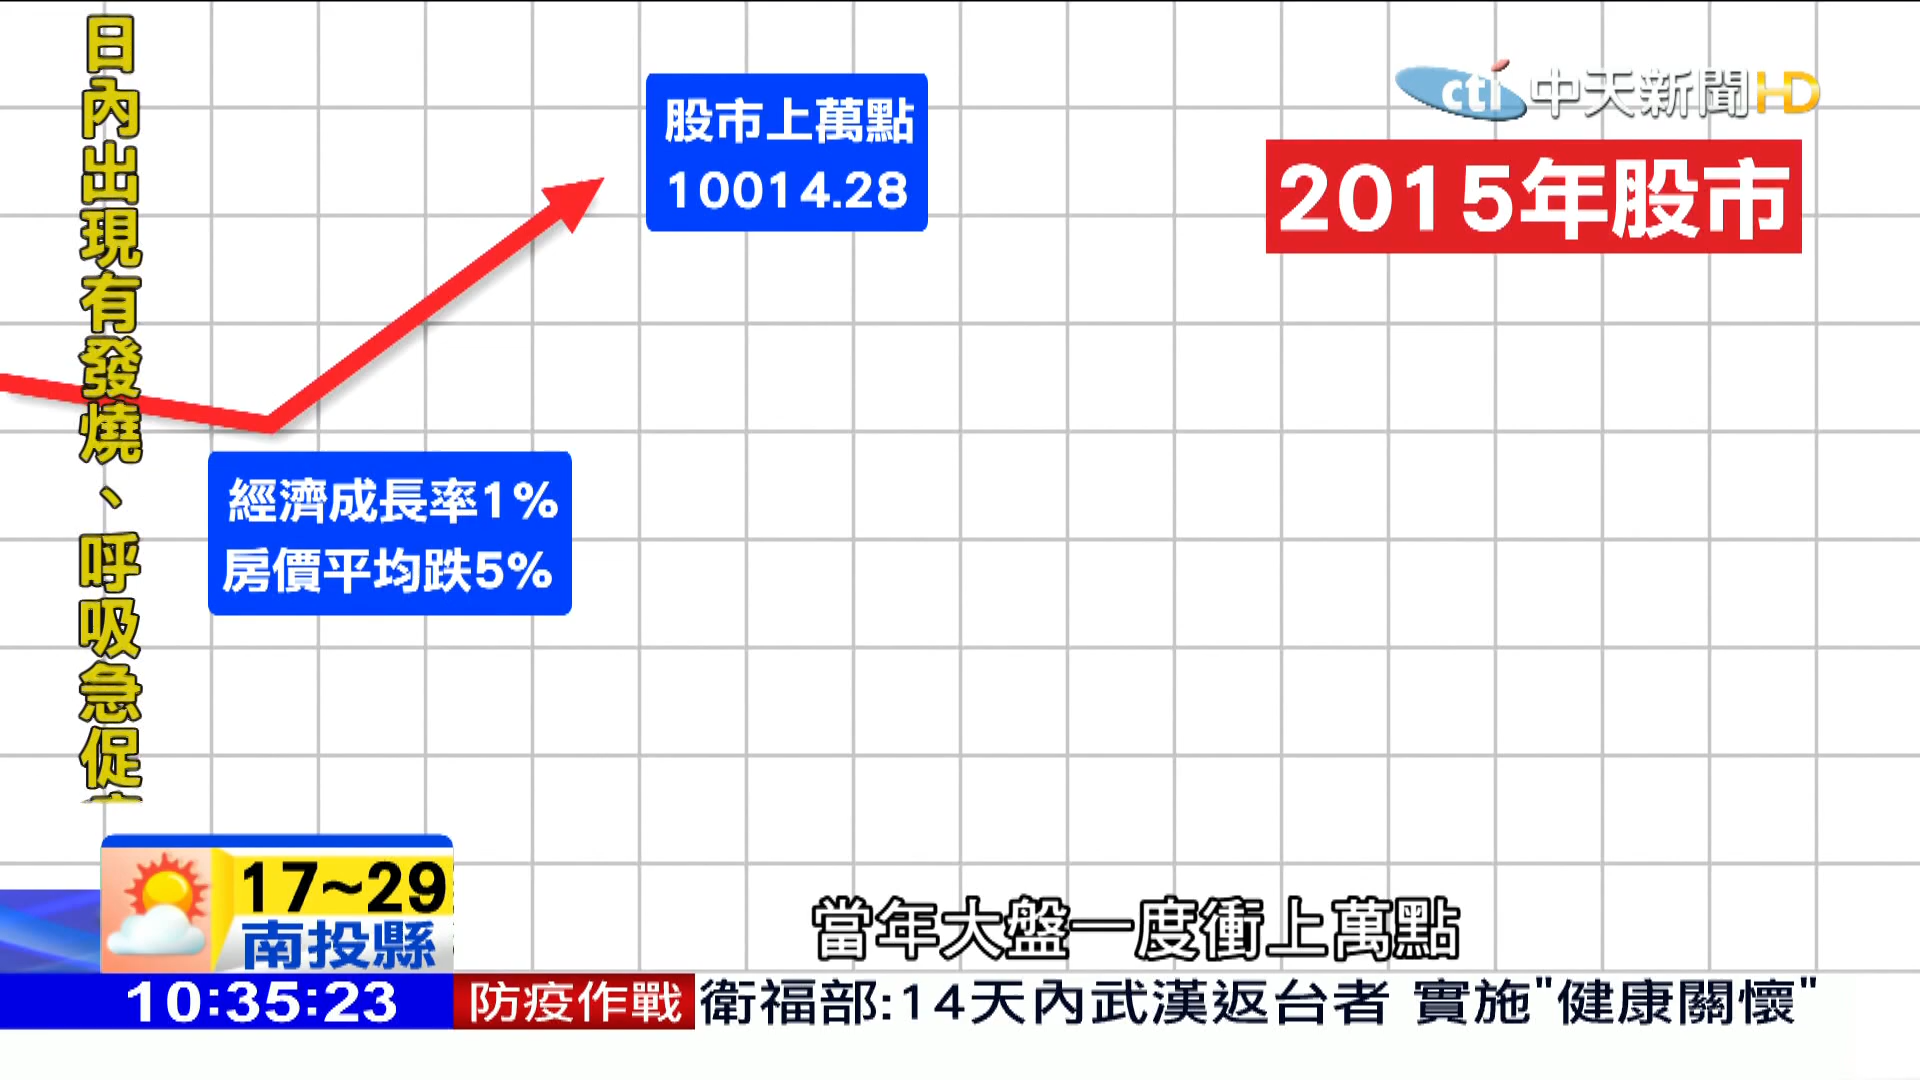 日內出現有發燒、呼吸急促
cti 中天新聞HD
2015年股市
股市上萬點
10014.28
經濟成長率1%
房價平均跌5%
當年大盤一度衝上萬點
17~29
南投縣
10:35:23
防疫作戰
衛福部:14天內武漢返台者 實施"健康關懷"